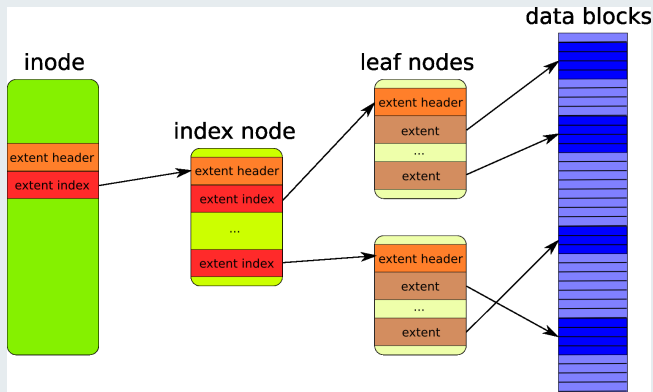 inode
extent header
extent index
index node
extent header
extent index
...
extent index
leaf nodes
extent header
extent
...
extent
extent header
extent
...
extent
data blocks